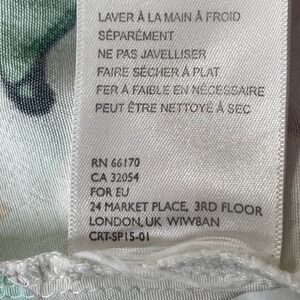 LAVER À LA MAIN À FROID
SÉPARÉMENT
NE PAS JAVELLISER
FAIRE SÉCHER À PLAT
FER À FAIBLE EN NÉCESSAIRE
PEUT ÊTRE NETTOYÉ À SEC
RN 66170
CA 32054
FOR EU
24 MARKET PLACE, 3RD FLOOR
LONDON, UK W1W8AN
CRT-SP15-01